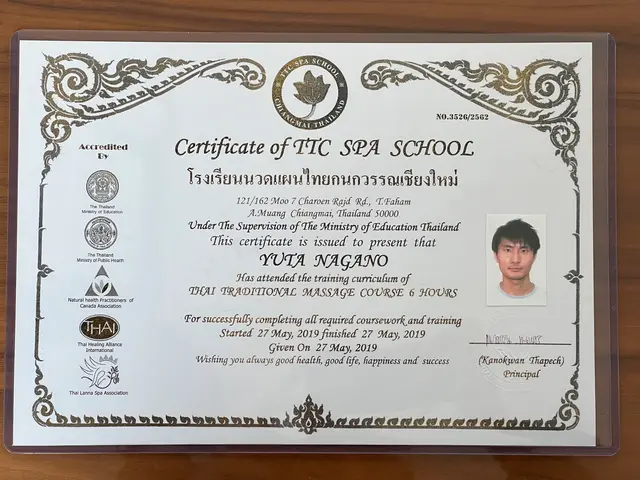 TTC SPA SCHOOL
CHIANGMAI THAILAND
NO.3526/2562
Accredited
By
The Thailand
Ministry of Education
The Thailand
Ministry of Public Health
Natural health Practitioners of
Canada Association
THAI
Thai Healing Alliance
International
Thai Lanna Spa Association
Certificate of TTC SPA SCHOOL
โรงเรียนนวดแผนไทยกนกวรรณเชียงใหม่
121/162 Moo 7 Charoen Rajd Rd., T.Faham
A.Muang Chiangmai, Thailand 50000
Under The Supervision of The Ministry of Education Thailand
This certificate is issued to present that
YUTA NAGANO
Has attended the training curriculum of
THAI TRADITIONAL MASSAGE COURSE 6 HOURS
For successfully completing all required coursework and training
Started 27 May, 2019 finished 27 May, 2019
Given On 27 May, 2019
Wishing you always good health, good life, happiness and success
(Kanokwan Thapech)
Principal